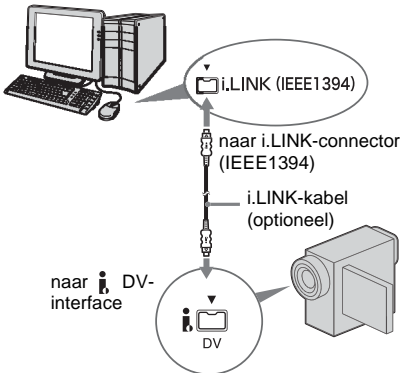 i.LINK (IEEE1394)
naar i.LINK-connector
(IEEE1394)
i.LINK-kabel
(optioneel)
naar i DV-
interface
i
DV